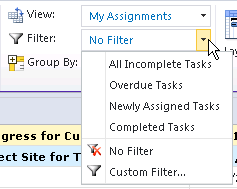 View: My Assignments
Filter: No Filter
Group By:
All Incomplete Tasks
Overdue Tasks
Newly Assigned Tasks
Completed Tasks
No Filter
Custom Filter...
gress for Cu
ect Site for T